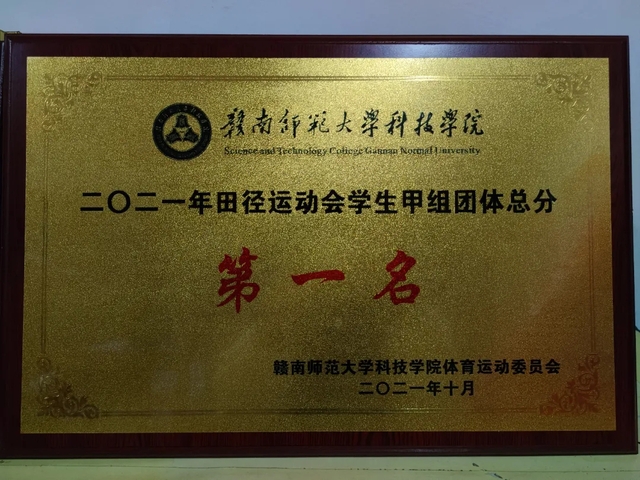 赣南师范大学科技学院
Science and Technology College Gannan Normal University
二〇二一年田径运动会学生甲组团体总分
第一名
赣南师范大学科技学院体育运动委员会
二〇二一年十月